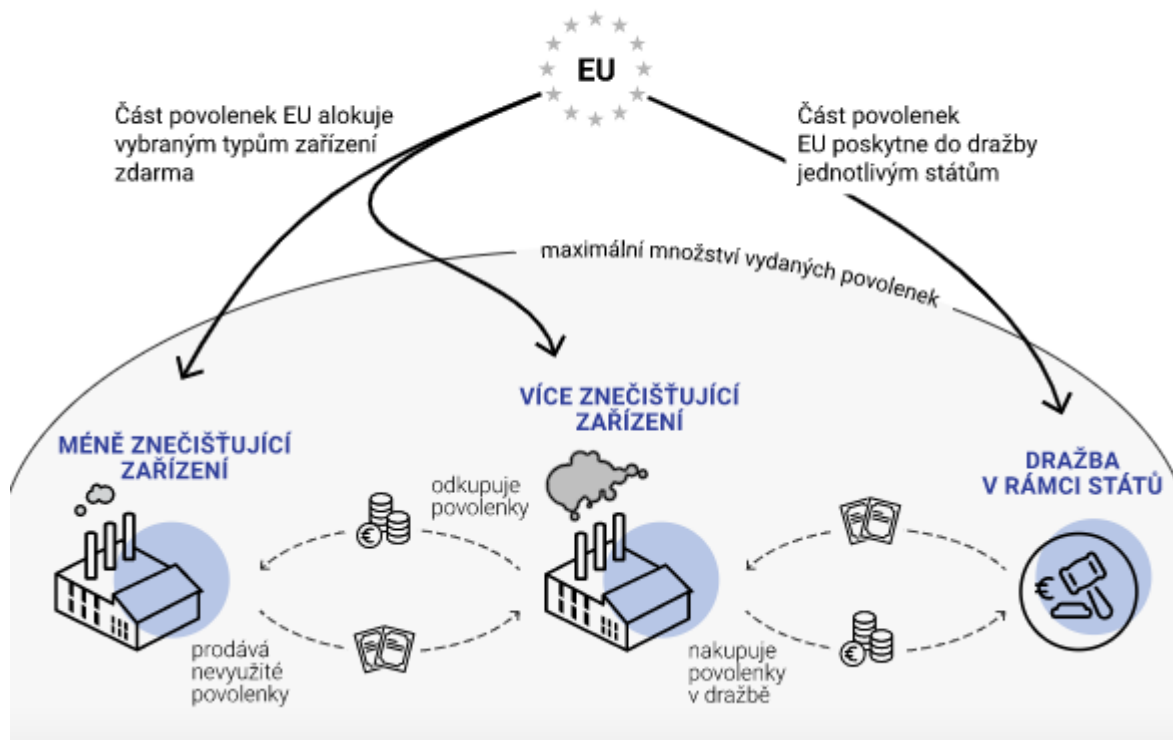 EU
Část povolenek EU alokuje
vybraným typům zařízení
zdarma
Část povolenek
EU poskytne do dražby
jednotlivým státům
maximální množství vydaných povolenek
MÉNĚ ZNEČIŠŤUJÍCÍ
ZAŘÍZENÍ
VÍCE ZNEČIŠŤUJÍCÍ
ZAŘÍZENÍ
DRAŽBA
V RÁMCI STÁTŮ
odkupuje
povolenky
€
€
prodává
nevyužité
povolenky
nakupuje
povolenky
v dražbě
€